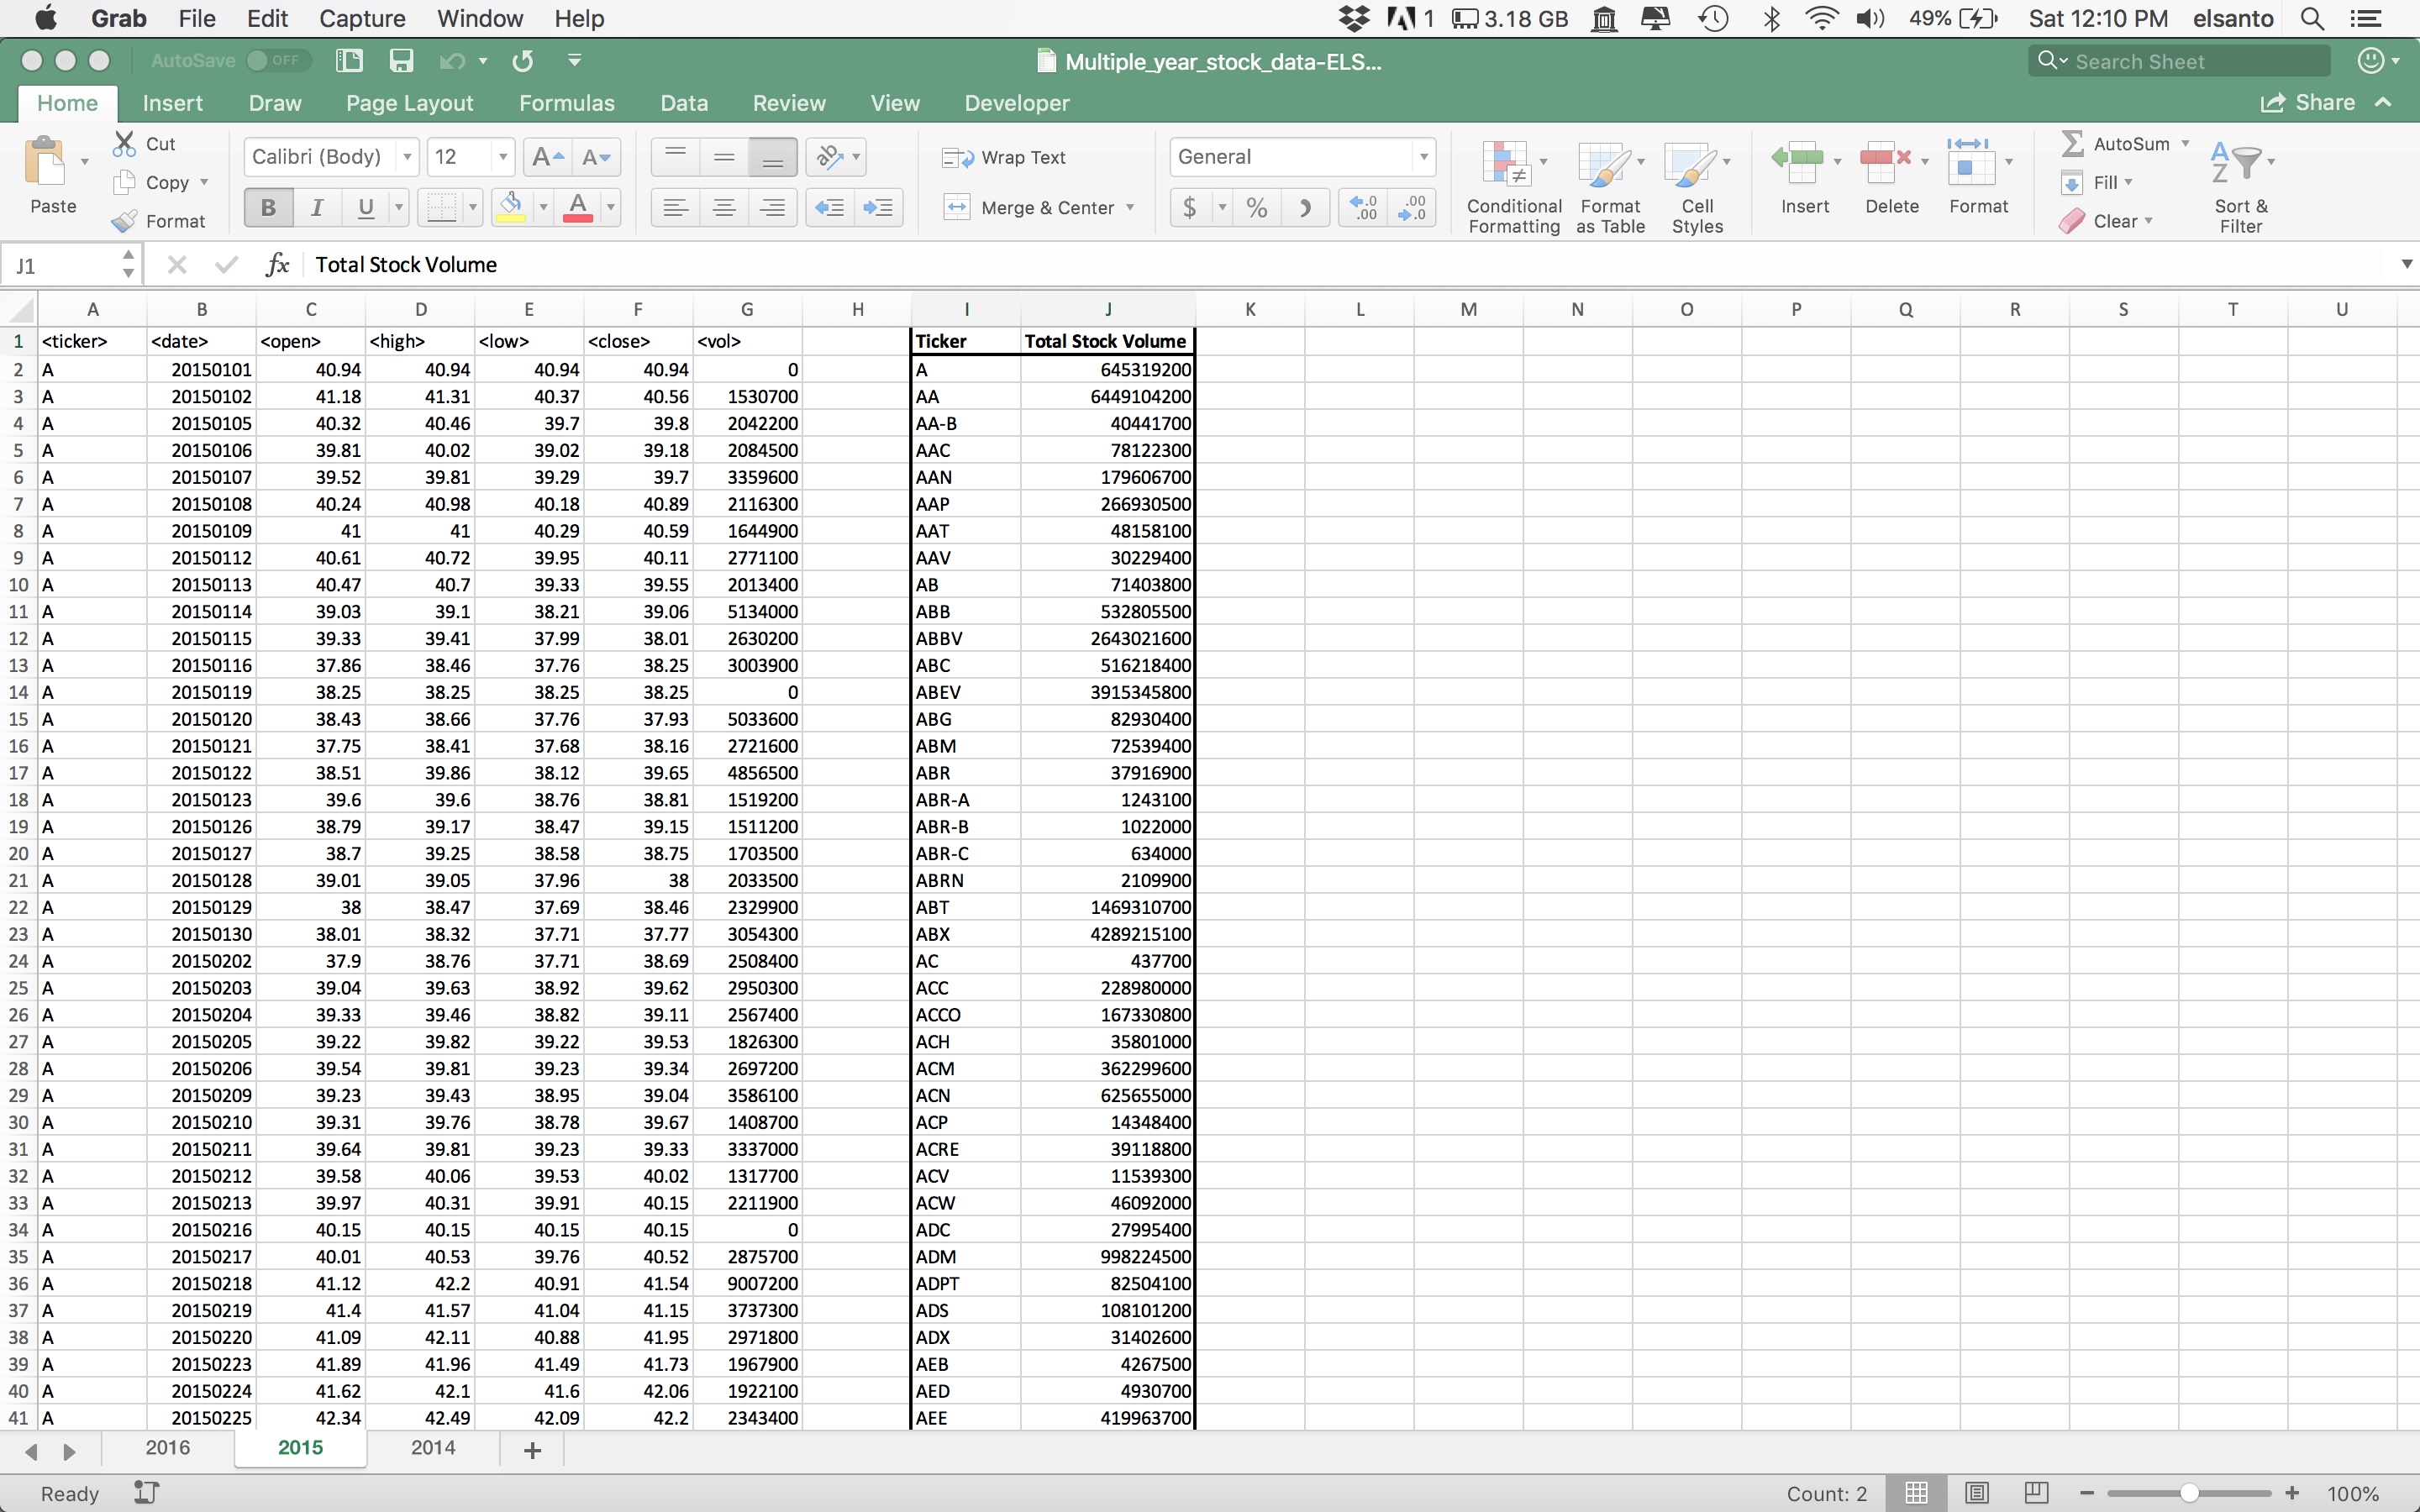 Grab File Edit Capture Window Help 1 3.18 GB 49% Sat 12:10 PM elsanto
AutoSave OFF Multiple_year_stock_data-ELS... Search Sheet
Home Insert Draw Page Layout Formulas Data Review View Developer Share
Paste Cut Copy Format Calibri (Body) 12 Wrap Text Merge & Center General Conditional Formatting Format as Table Cell Styles Insert Delete Format AutoSum Fill Clear Sort & Filter
J1 fx Total Stock Volume
A B C D E F G H I J K L M N O P Q R S T U
1 <ticker> <date> <open> <high> <low> <close> <vol> Ticker Total Stock Volume
2 A 20150101 40.94 40.94 40.94 40.94 0 A 645319200
3 A 20150102 41.18 41.31 40.37 40.56 1530700 AA 6449104200
4 A 20150105 40.32 40.46 39.7 39.8 2042200 AA-B 40441700
5 A 20150106 39.81 40.02 39.02 39.18 2084500 AAC 78122300
6 A 20150107 39.52 39.81 39.29 39.7 3359600 AAN 179606700
7 A 20150108 40.24 40.98 40.18 40.89 2116300 AAP 266930500
8 A 20150109 41 41 40.29 40.59 1644900 AAT 48158100
9 A 20150112 40.61 40.72 39.95 40.11 2771100 AAV 30229400
10 A 20150113 40.47 40.7 39.33 39.55 2013400 AB 71403800
11 A 20150114 39.03 39.1 38.21 39.06 5134000 ABB 532805500
12 A 20150115 39.33 39.41 37.99 38.01 2630200 ABBV 2643021600
13 A 20150116 37.86 38.46 37.76 38.25 3003900 ABC 516218400
14 A 20150119 38.25 38.25 38.25 38.25 0 ABEV 3915345800
15 A 20150120 38.43 38.66 37.76 37.93 5033600 ABG 82930400
16 A 20150121 37.75 38.41 37.68 38.16 2721600 ABM 72539400
17 A 20150122 38.51 39.86 38.12 39.65 4856500 ABR 37916900
18 A 20150123 39.6 39.6 38.76 38.81 1519200 ABR-A 1243100
19 A 20150126 38.79 39.17 38.47 39.15 1511200 ABR-B 1022000
20 A 20150127 38.7 39.25 38.58 38.75 1703500 ABR-C 634000
21 A 20150128 39.01 39.05 37.96 38 2033500 ABRN 2109900
22 A 20150129 38 38.47 37.69 38.46 2329900 ABT 1469310700
23 A 20150130 38.01 38.32 37.71 37.77 3054300 ABX 4289215100
24 A 20150202 37.9 38.76 37.71 38.69 2508400 AC 437700
25 A 20150203 39.04 39.63 38.92 39.62 2950300 ACC 228980000
26 A 20150204 39.33 39.46 38.82 39.11 2567400 ACCO 167330800
27 A 20150205 39.22 39.82 39.22 39.53 1826300 ACH 35801000
28 A 20150206 39.54 39.81 39.23 39.34 2697200 ACM 362299600
29 A 20150209 39.23 39.43 38.95 39.04 3586100 ACN 625655000
30 A 20150210 39.31 39.76 38.78 39.67 1408700 ACP 14348400
31 A 20150211 39.64 39.81 39.23 39.33 3337000 ACRE 39118800
32 A 20150212 39.58 40.06 39.53 40.02 1317700 ACV 11539300
33 A 20150213 39.97 40.31 39.91 40.15 2211900 ACW 46092000
34 A 20150216 40.15 40.15 40.15 40.15 0 ADC 27995400
35 A 20150217 40.01 40.53 39.76 40.52 2875700 ADM 998224500
36 A 20150218 41.12 42.2 40.91 41.54 9007200 ADPT 82504100
37 A 20150219 41.4 41.57 41.04 41.15 3737300 ADS 108101200
38 A 20150220 41.09 42.11 40.88 41.95 2971800 ADX 31402600
39 A 20150223 41.89 41.96 41.49 41.73 1967900 AEB 4267500
40 A 20150224 41.62 42.1 41.6 42.06 1922100 AED 4930700
41 A 20150225 42.34 42.49 42.09 42.2 2343400 AEE 419963700
2016 2015 2014 +
Ready Count: 2 100%